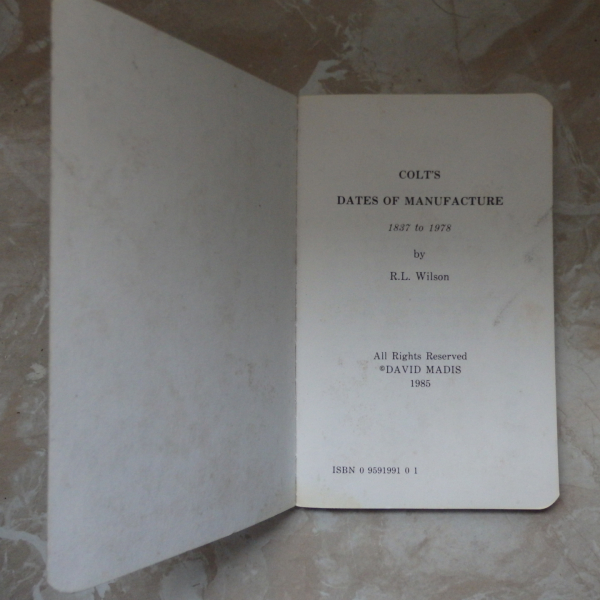 COLT'S
DATES OF MANUFACTURE
1837 to 1978
by
R.L. Wilson
All Rights Reserved
©DAVID MADIS
1985
ISBN 0 9591991 0 1